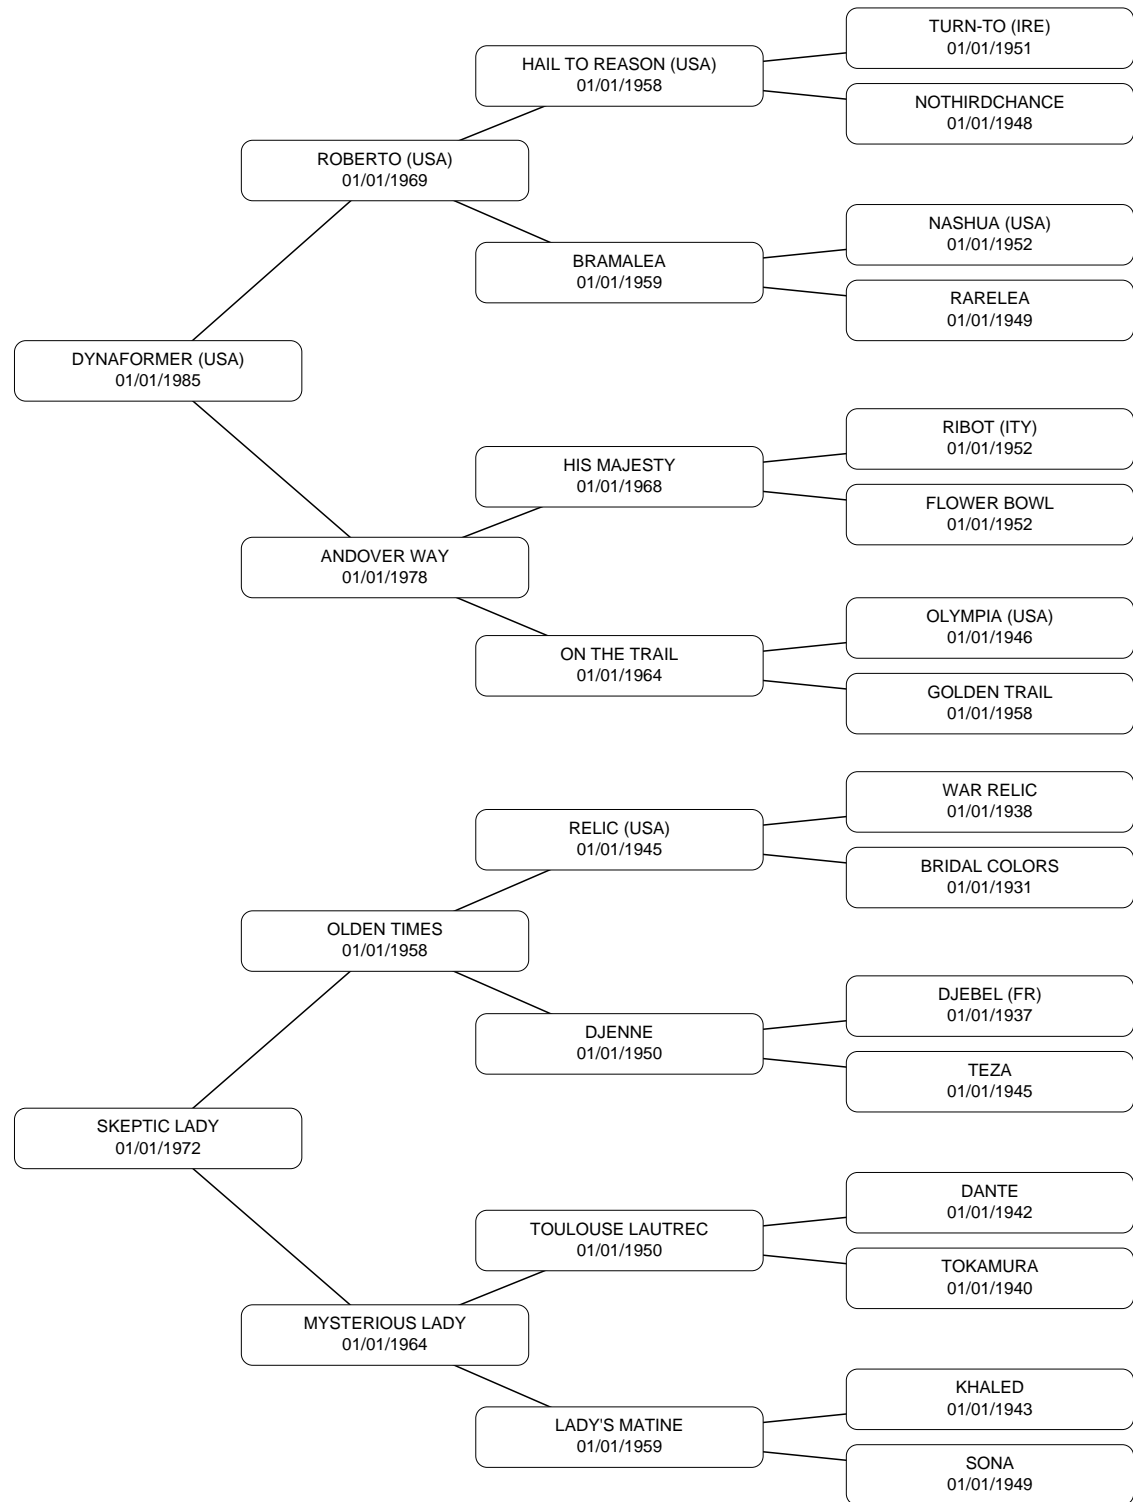 TURN-TO (IRE)
01/01/1951
HAIL TO REASON (USA)
01/01/1958
NOTHIRDCHANCE
01/01/1948
ROBERTO (USA)
01/01/1969
NASHUA (USA)
01/01/1952
BRAMALEA
01/01/1959
RARELEA
01/01/1949
DYNAFORMER (USA)
01/01/1985
RIBOT (ITY)
01/01/1952
HIS MAJESTY
01/01/1968
FLOWER BOWL
01/01/1952
ANDOVER WAY
01/01/1978
OLYMPIA (USA)
01/01/1946
ON THE TRAIL
01/01/1964
GOLDEN TRAIL
01/01/1958
WAR RELIC
01/01/1938
RELIC (USA)
01/01/1945
BRIDAL COLORS
01/01/1931
OLDEN TIMES
01/01/1958
DJEBEL (FR)
01/01/1937
DJENNE
01/01/1950
TEZA
01/01/1945
SKEPTIC LADY
01/01/1972
DANTE
01/01/1942
TOULOUSE LAUTREC
01/01/1950
TOKAMURA
01/01/1940
MYSTERIOUS LADY
01/01/1964
KHALED
01/01/1943
LADY'S MATINE
01/01/1959
SONA
01/01/1949